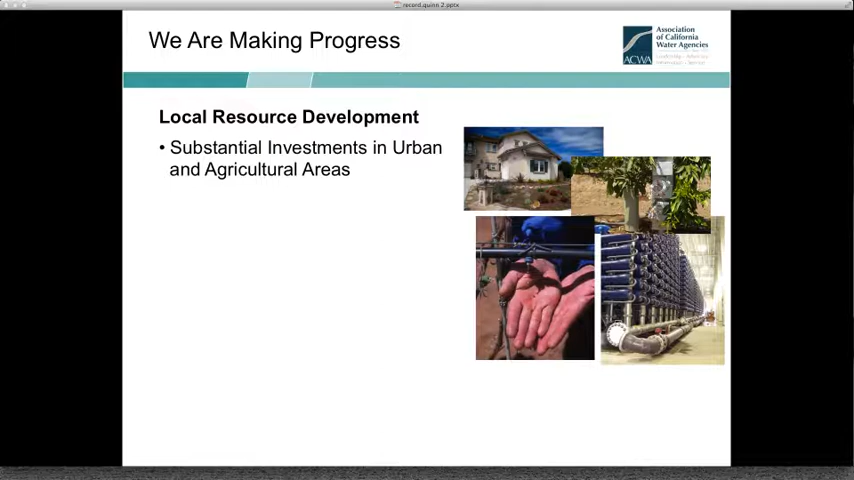 record.quinn 2.pptx
We Are Making Progress
Association
of California
Water Agencies
ACWA
Local Resource Development
• Substantial Investments in Urban
and Agricultural Areas